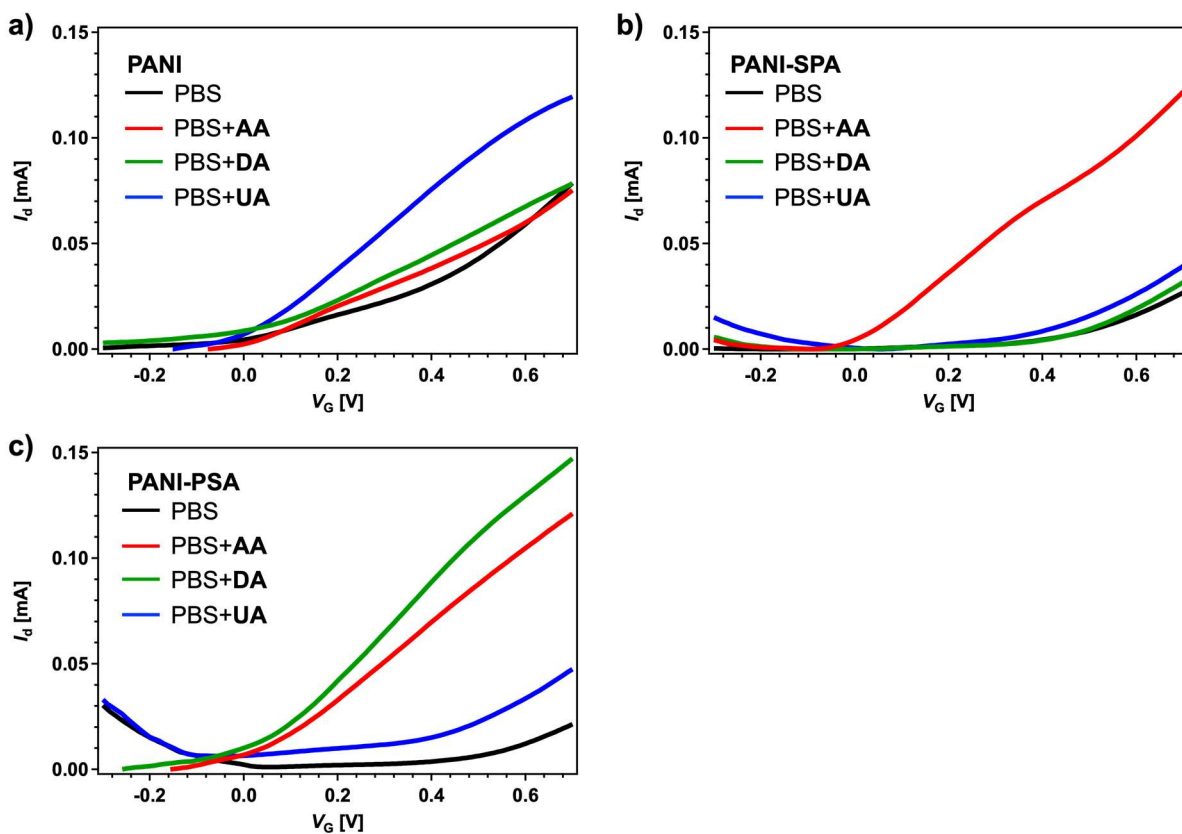 a)
PANI
PBS
PBS+AA
PBS+DA
PBS+UA
0.15
0.10
0.05
0.00
Id [mA]
-0.2 0.0 0.2 0.4 0.6
VG [V]
b)
PANI-SPA
PBS
PBS+AA
PBS+DA
PBS+UA
0.15
0.10
0.05
0.00
Id [mA]
-0.2 0.0 0.2 0.4 0.6
VG [V]
c)
PANI-PSA
PBS
PBS+AA
PBS+DA
PBS+UA
0.15
0.10
0.05
0.00
Id [mA]
-0.2 0.0 0.2 0.4 0.6
VG [V]